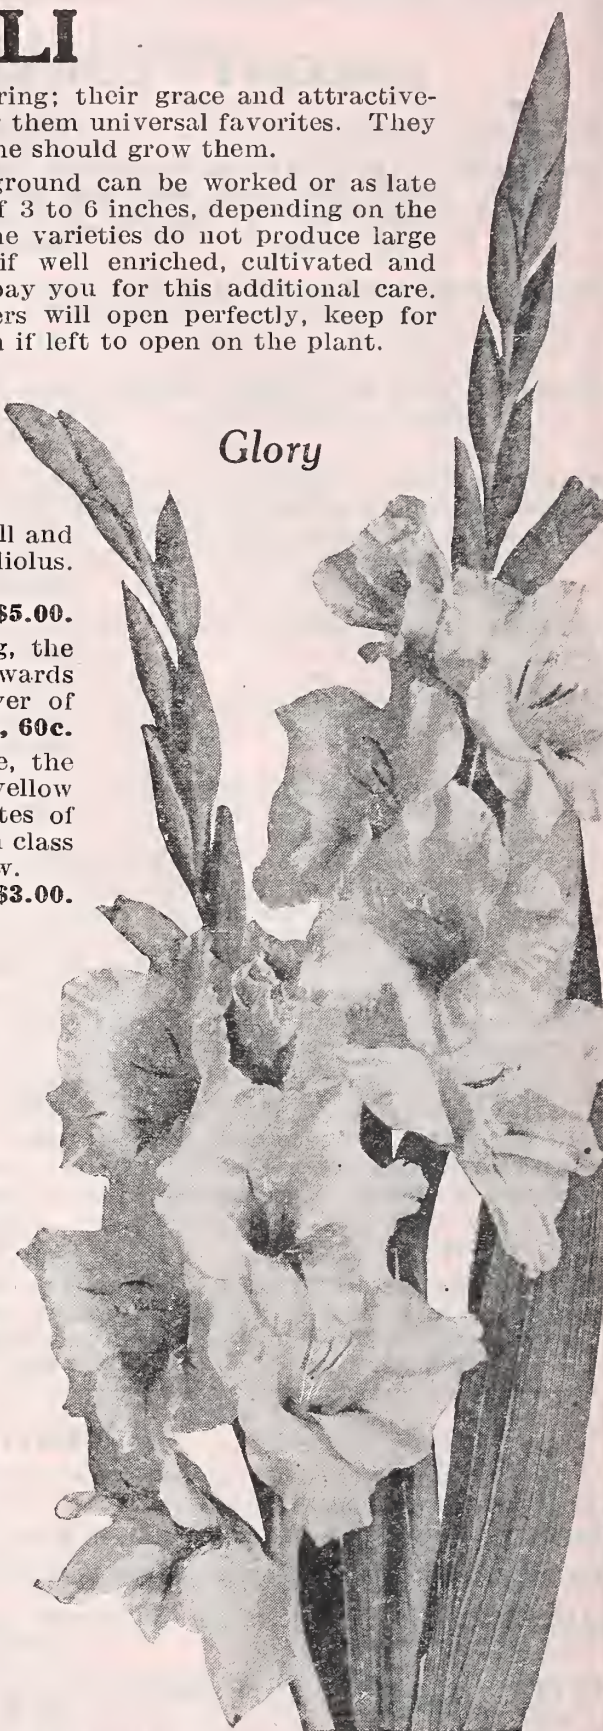 LI
ring; their grace and attractive-
them universal favorites. They
ne should grow them.
ground can be worked or as late
f 3 to 6 inches, depending on the
ne varieties do not produce large
if well enriched, cultivated and
pay you for this additional care.
ers will open perfectly, keep for
if left to open on the plant.
Glory
ll and
liolus.
$5.00.
g, the
wards
ver of
, 60c.
e, the
yellow
tes of
class
w.
$3.00.